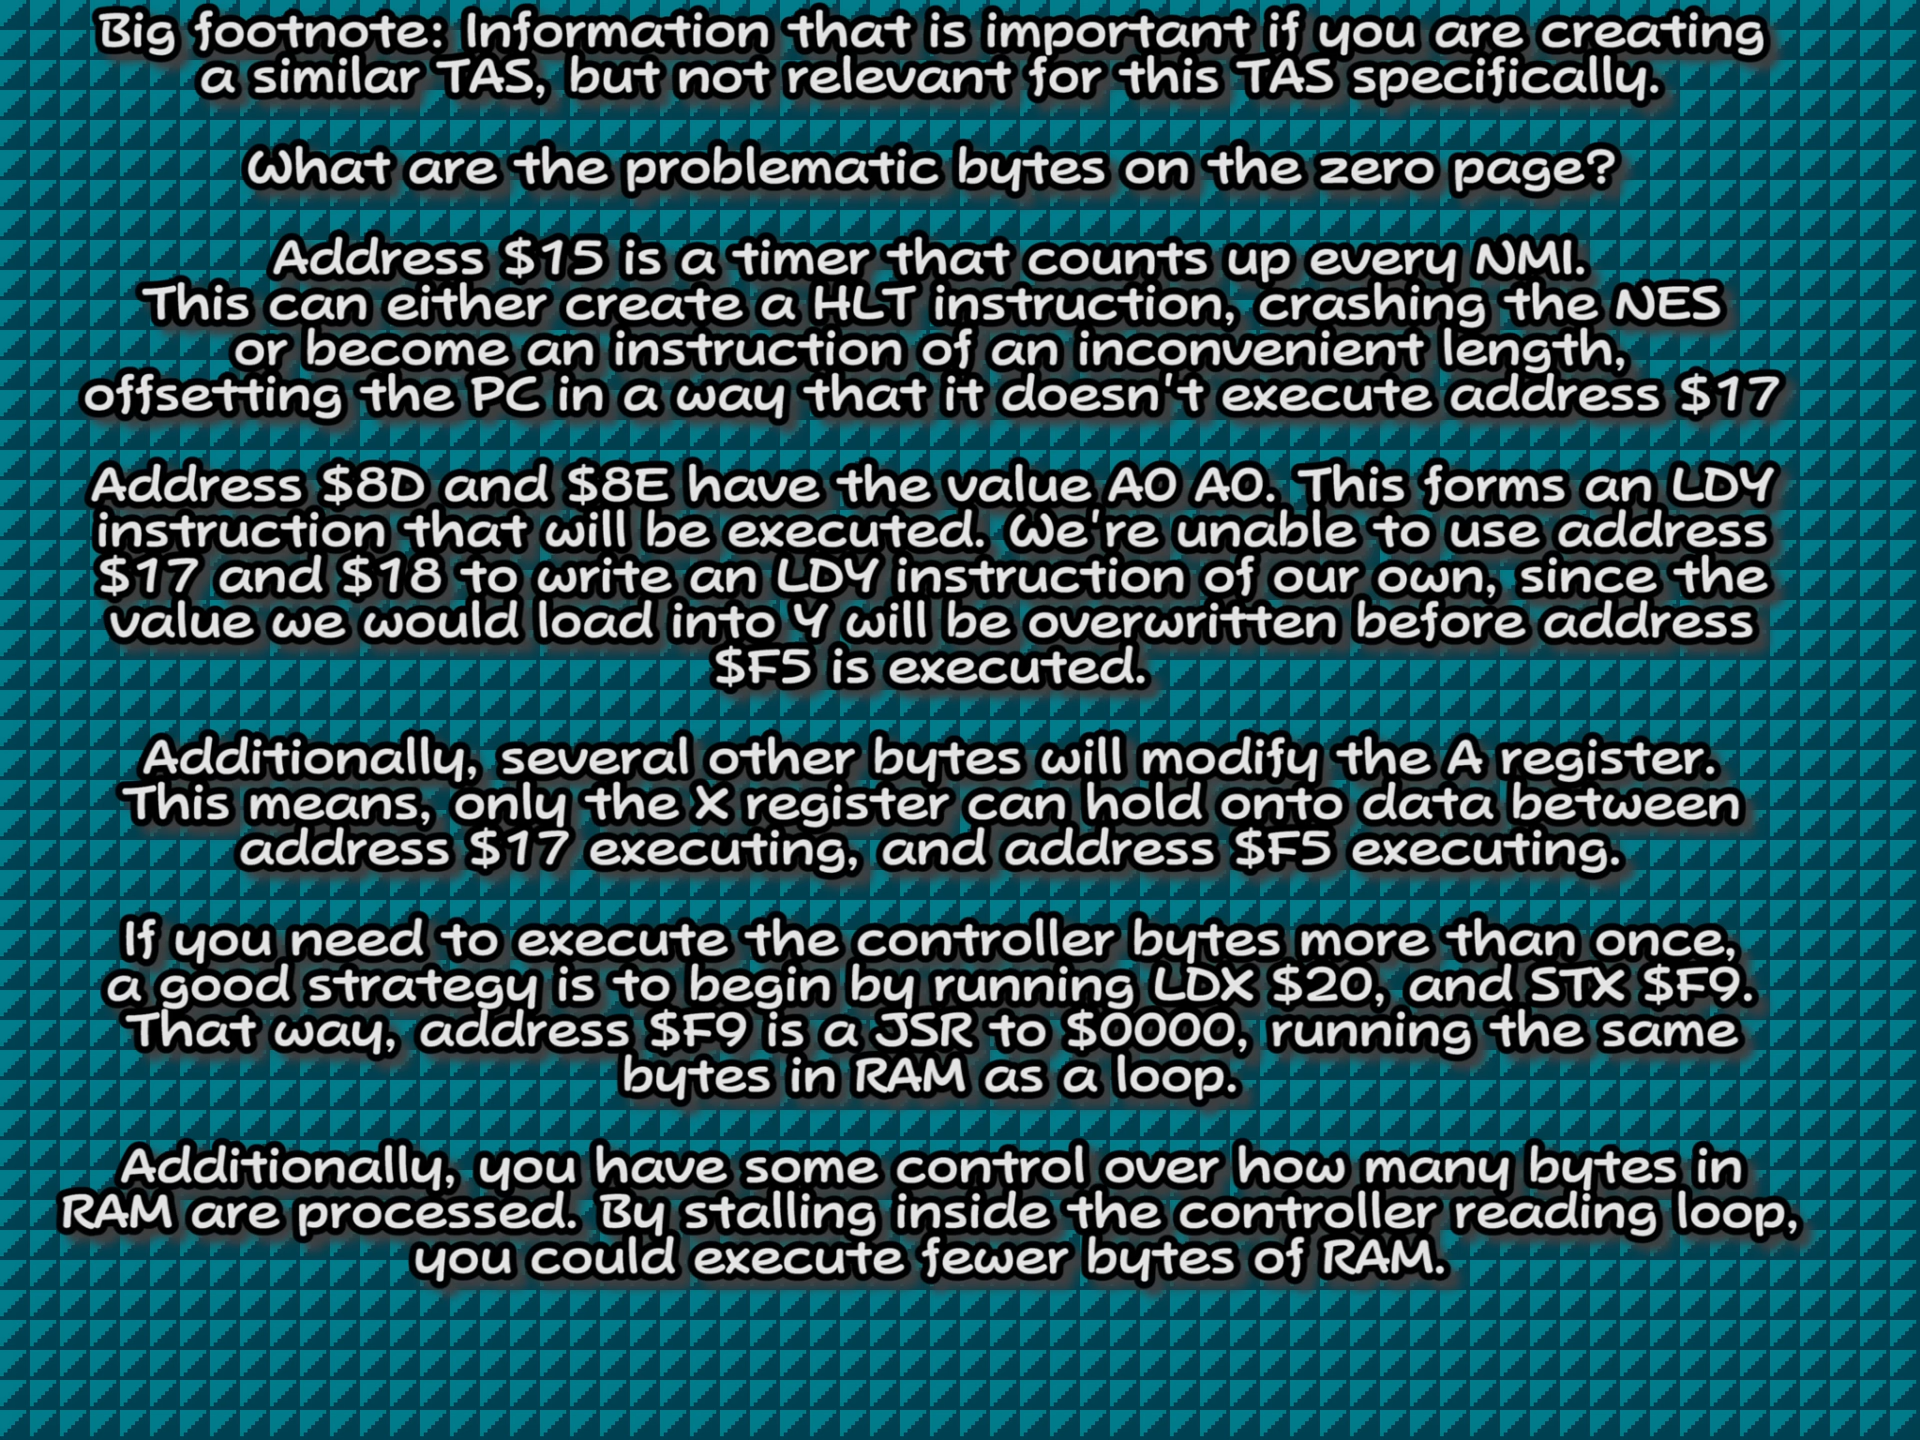 Big footnote: Information that is important if you are creating
a similar TAS, but not relevant for this TAS specifically.
What are the problematic bytes on the zero page?
Address $15 is a timer that counts up every NMI.
This can either create a HLT instruction, crashing the NES
or become an instruction of an inconvenient length,
offsetting the PC in a way that it doesn't execute address $17
Address $8D and $8E have the value A0 A0. This forms an LDY
instruction that will be executed. We're unable to use address
$17 and $18 to write an LDY instruction of our own, since the
value we would load into Y will be overwritten before address
$F5 is executed.
Additionally, several other bytes will modify the A register.
This means, only the X register can hold onto data between
address $17 executing, and address $F5 executing.
If you need to execute the controller bytes more than once,
a good strategy is to begin by running LDX $20, and STX $F9.
That way, address $F9 is a JSR to $0000, running the same
bytes in RAM as a loop.
Additionally, you have some control over how many bytes in
RAM are processed. By stalling inside the controller reading loop,
you could execute fewer bytes of RAM.